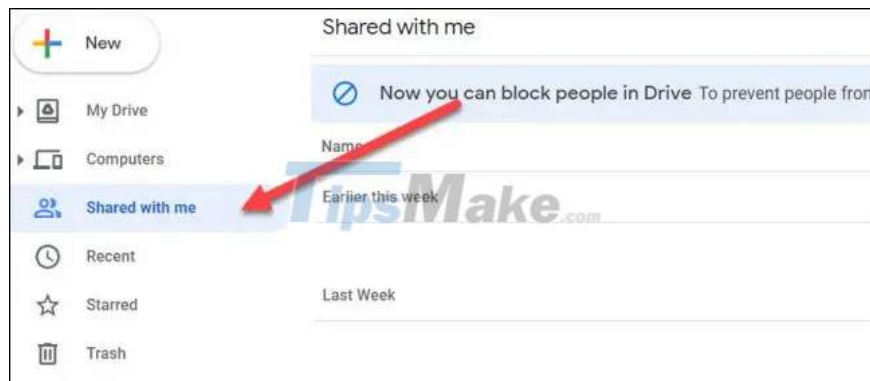 New
My Drive
Computers
Shared with me
Recent
Starred
Trash
Shared with me
Now you can block people in Drive To prevent people from
Name
Earlier this week
Last Week
TipsMake.com